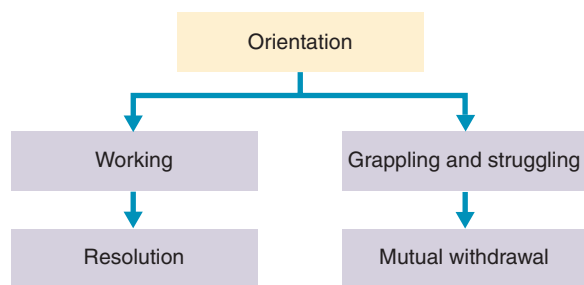 Orientation
Working
Grappling and struggling
Resolution
Mutual withdrawal